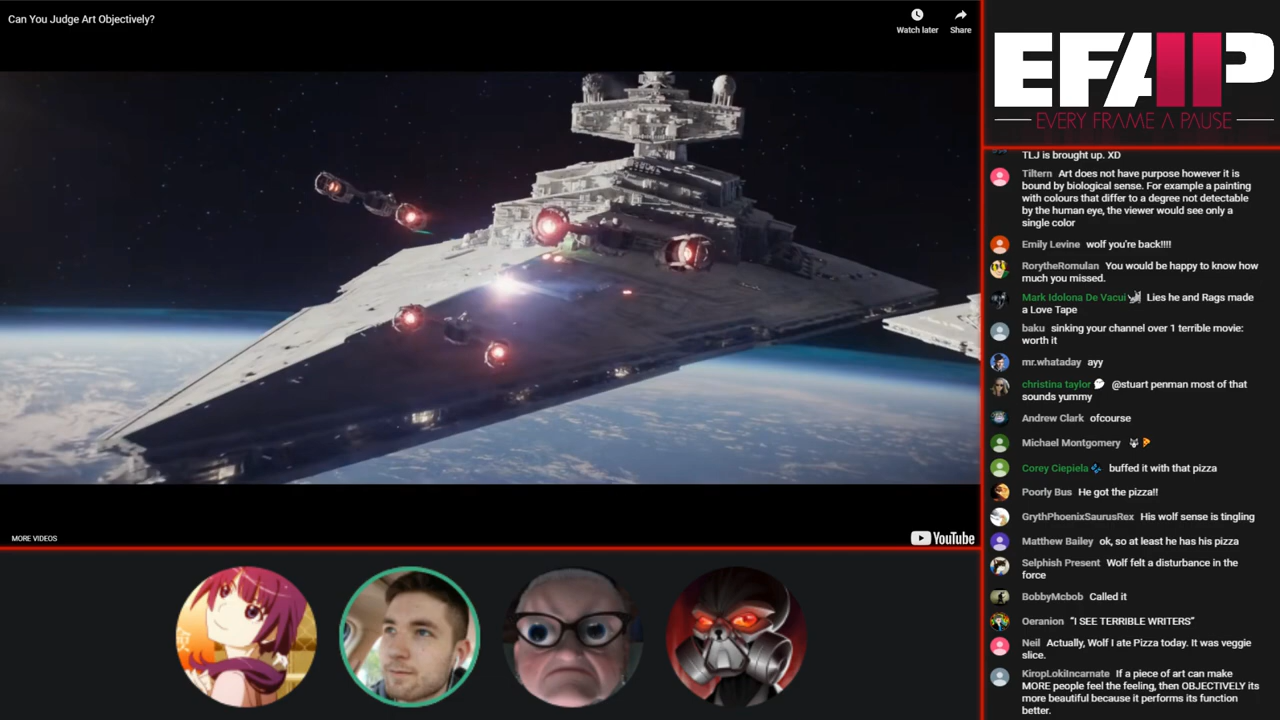 Can You Judge Art Objectively?
Watch later
Share
MORE VIDEOS
YouTube
EFAP
EVERY FRAME A PAUSE
TLJ is brought up. XD
Tiltern Art does not have purpose however it is
bound by biological sense. For example a painting
with colours that differ to a degree not detectable
by the human eye, the viewer would see only a
single color
Emily Levine wolf you're back!!!!
RorytheRomulan You would be happy to know how
much you missed.
Mark Idolona De Vacui Lies he and Rags made
a Love Tape
baku sinking your channel over 1 terrible movie:
worth it
mr.whataday ayy
christina taylor @stuart penman most of that
sounds yummy
Andrew Clark ofcourse
Michael Montgomery
Corey Ciepiela buffed it with that pizza
Poorly Bus He got the pizza!!
GrythPhoenixSaurusRex His wolf sense is tingling
Matthew Bailey ok, so at least he has his pizza
Selphish Present Wolf felt a disturbance in the
force
BobbyMcbob Called it
Oeranion "I SEE TERRIBLE WRITERS"
Neil Actually, Wolf I ate Pizza today. It was veggie
slice.
KiropLokiIncarnate If a piece of art can make
MORE people feel the feeling, then OBJECTIVELY its
more beautiful because it performs its function
better.